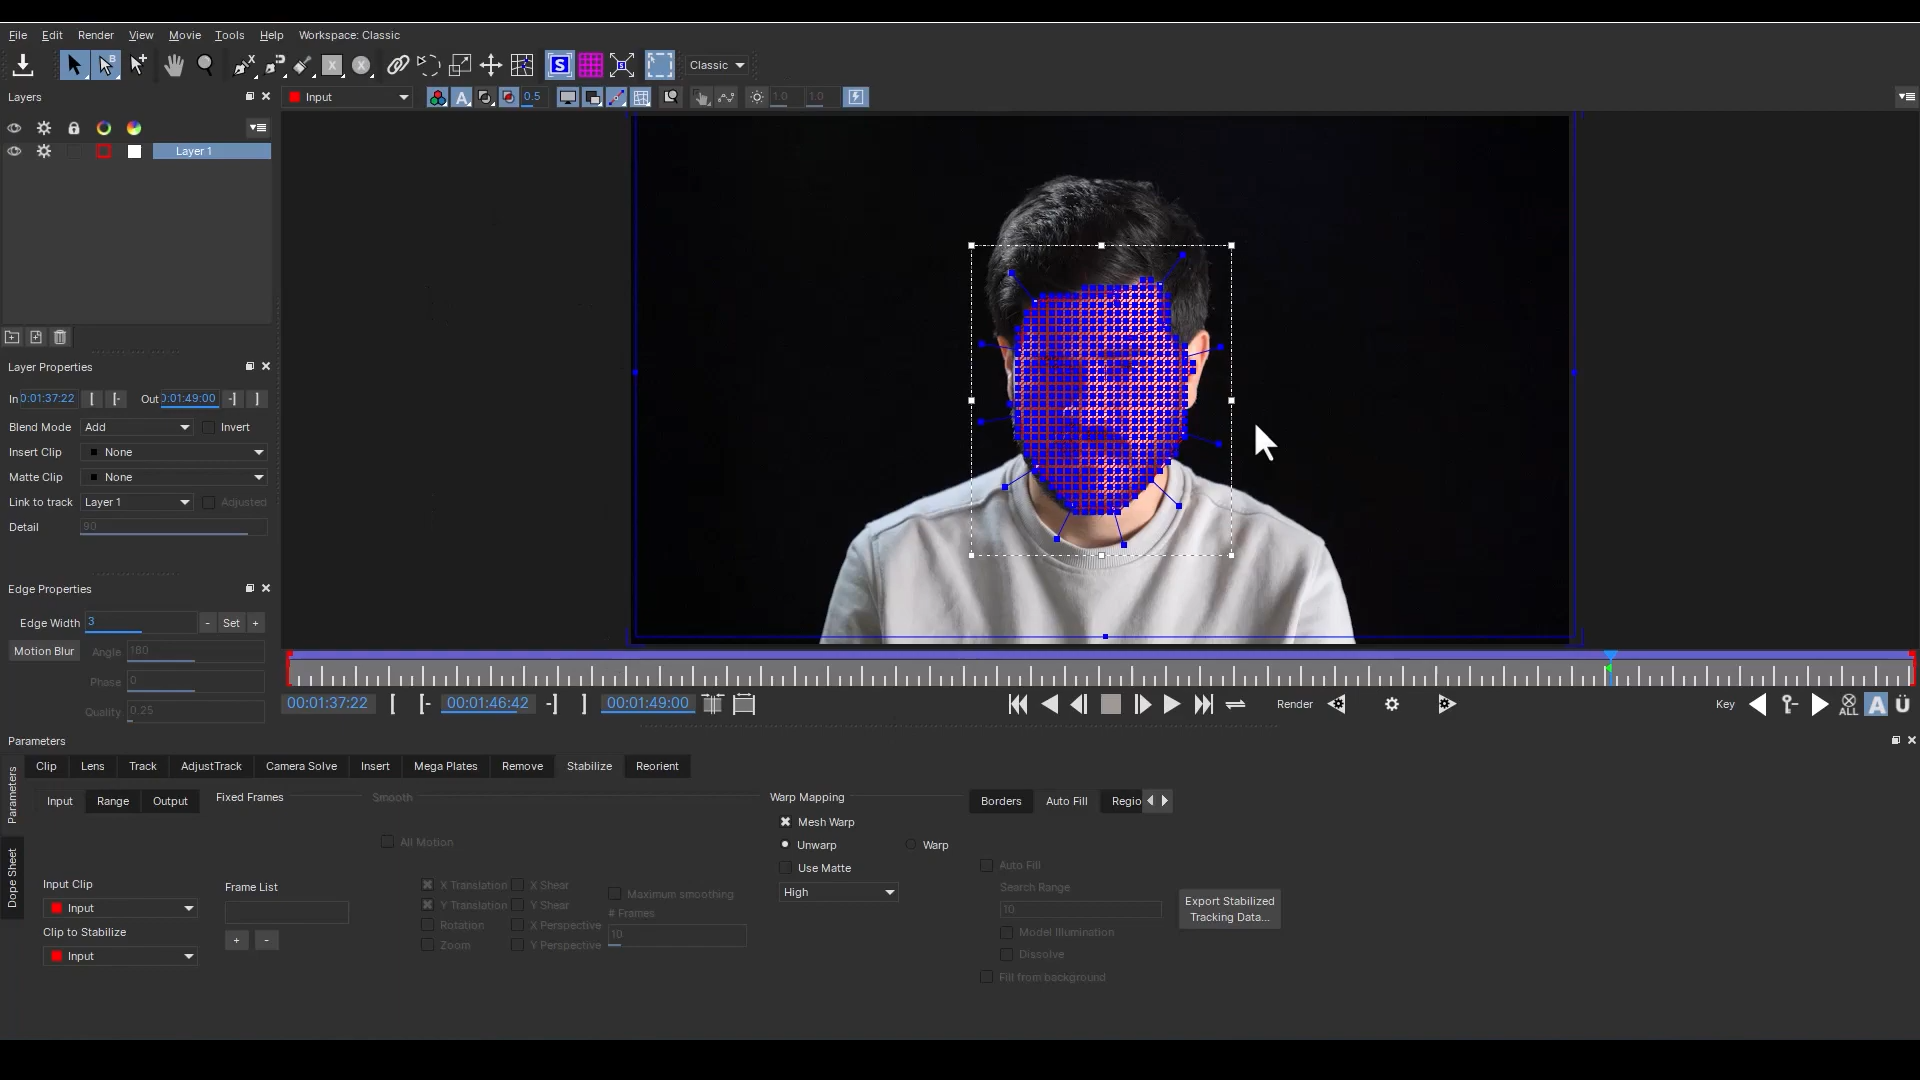 File Edit Render View Movie Tools Help Workspace: Classic
Classic
Layers
Input
0.5
1.0 1.0
Layer 1
Layer Properties
In 0:01:37:22 Out 0:01:49:00
Blend Mode Add Invert
Insert Clip None
Matte Clip None
Link to track Layer 1 Adjusted
Detail 90
Edge Properties
Edge Width 3 - Set +
Motion Blur Angle 180
Phase 0
Quality 0.25
00:01:37:22 00:01:46:42 00:01:49:00 Render Key ALL
Parameters
Parameters
Dope Sheet
Clip Lens Track AdjustTrack Camera Solve Insert Mega Plates Remove Stabilize Reorient
Input Range Output
Fixed Frames
Smooth
Warp Mapping
Borders Auto Fill Regio
Mesh Warp
Unwarp Warp
Use Matte
High
All Motion
X Translation X Shear
Y Translation Y Shear
Rotation X Perspective
Zoom Y Perspective
Maximum smoothing
# Frames
10
Input Clip
Input
Clip to Stabilize
Input
Frame List
+ -
Auto Fill
Search Range
10
Model Illumination
Dissolve
Fill from background
Export Stabilized
Tracking Data...